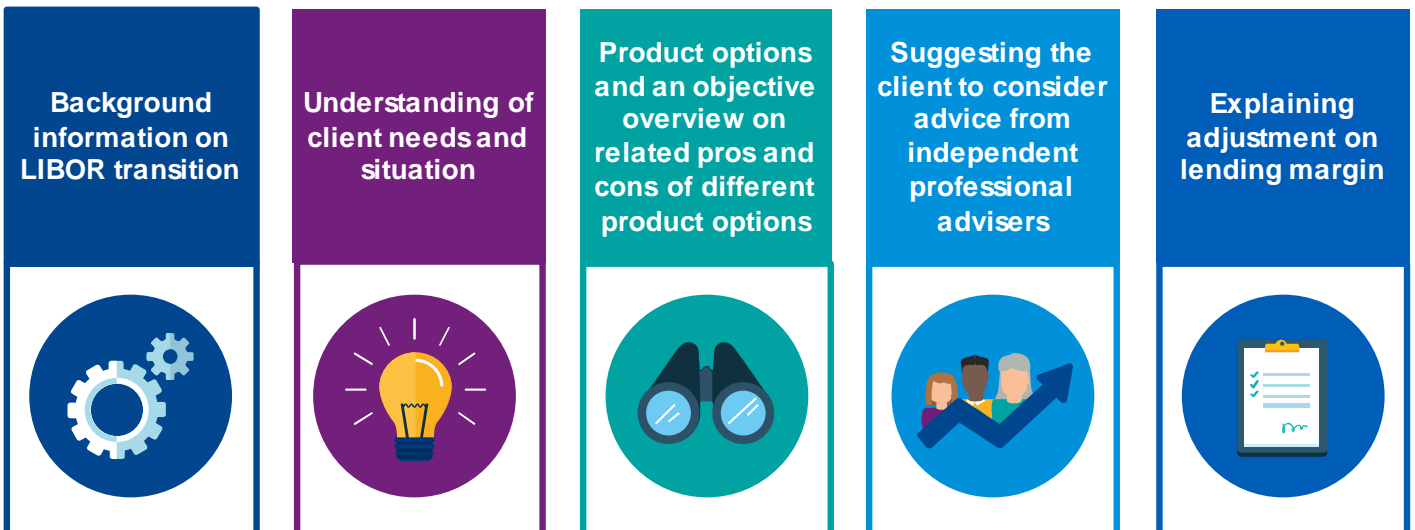 Background
information on
LIBOR transition
Understanding of
client needs and
situation
Product options
and an objective
overview on
related pros and
cons of different
product options
Suggesting the
client to consider
advice from
independent
professional
advisers
Explaining
adjustment on
lending margin